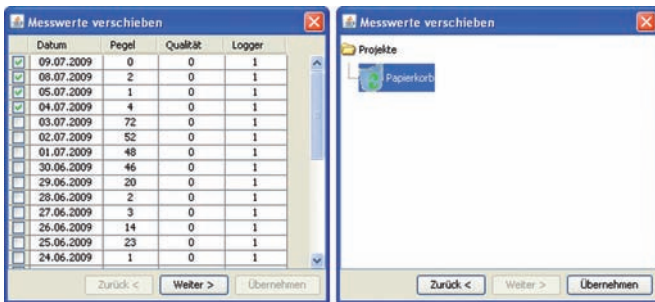 Messwerte verschieben
Datum Pegel Qualität Logger
09.07.2009 0 0 1
08.07.2009 2 0 1
05.07.2009 1 0 1
04.07.2009 4 0 1
03.07.2009 72 0 1
02.07.2009 52 0 1
01.07.2009 48 0 1
30.06.2009 46 0 1
29.06.2009 20 0 1
28.06.2009 2 0 1
27.06.2009 3 0 1
26.06.2009 14 0 1
25.06.2009 23 0 1
24.06.2009 1 0 1
Zurück < Weiter > Übernehmen
Messwerte verschieben
Projekte
Papierkorb
Zurück < Weiter > Übernehmen